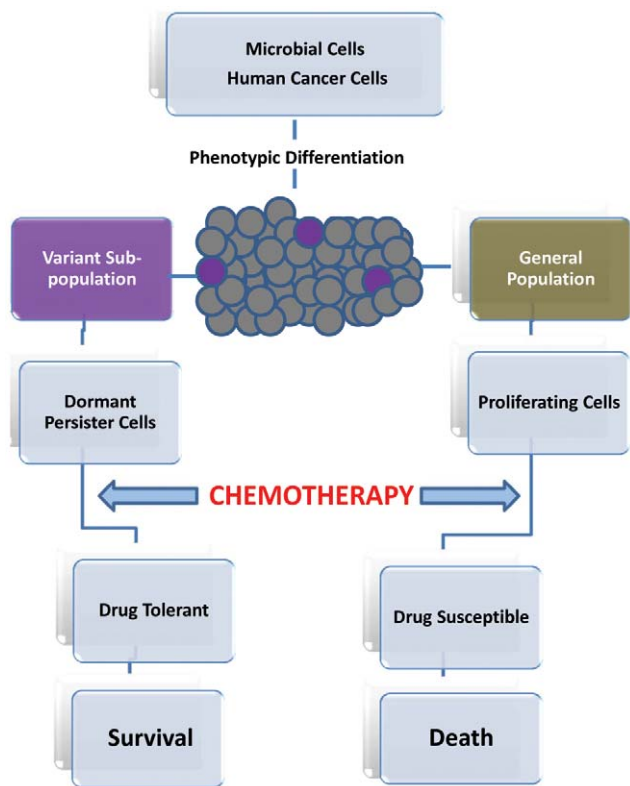 Microbial Cells
Human Cancer Cells
Phenotypic Differentiation
Variant Sub-
population
General
Population
Dormant
Persister Cells
Proliferating Cells
CHEMOTHERAPY
Drug Tolerant
Drug Susceptible
Survival
Death